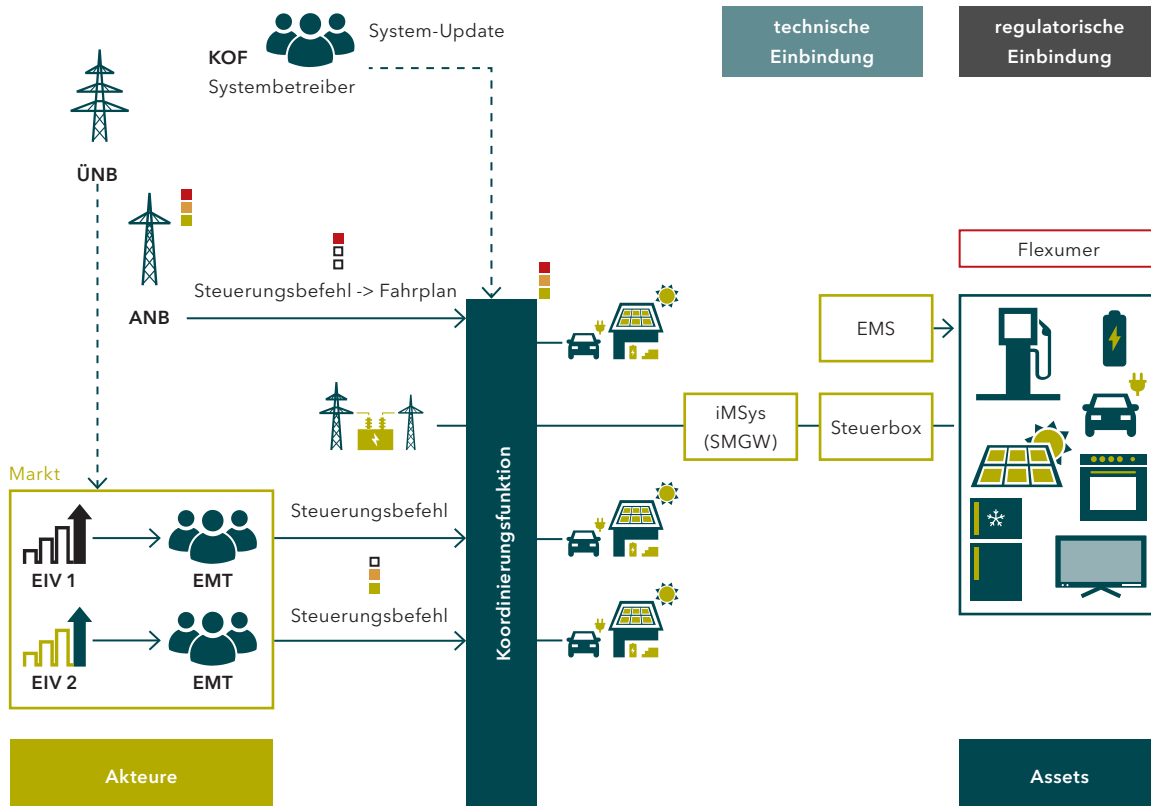 System-Update
KOF
Systembetreiber
technische
Einbindung
regulatorische
Einbindung
ÜNB
ANB
Steuerungsbefehl -> Fahrplan
Flexumer
EMS
iMSys
(SMGW)
Steuerbox
Koordinierungsfunktion
Markt
EIV 1
EMT
Steuerungsbefehl
EIV 2
EMT
Steuerungsbefehl
Akteure
Assets